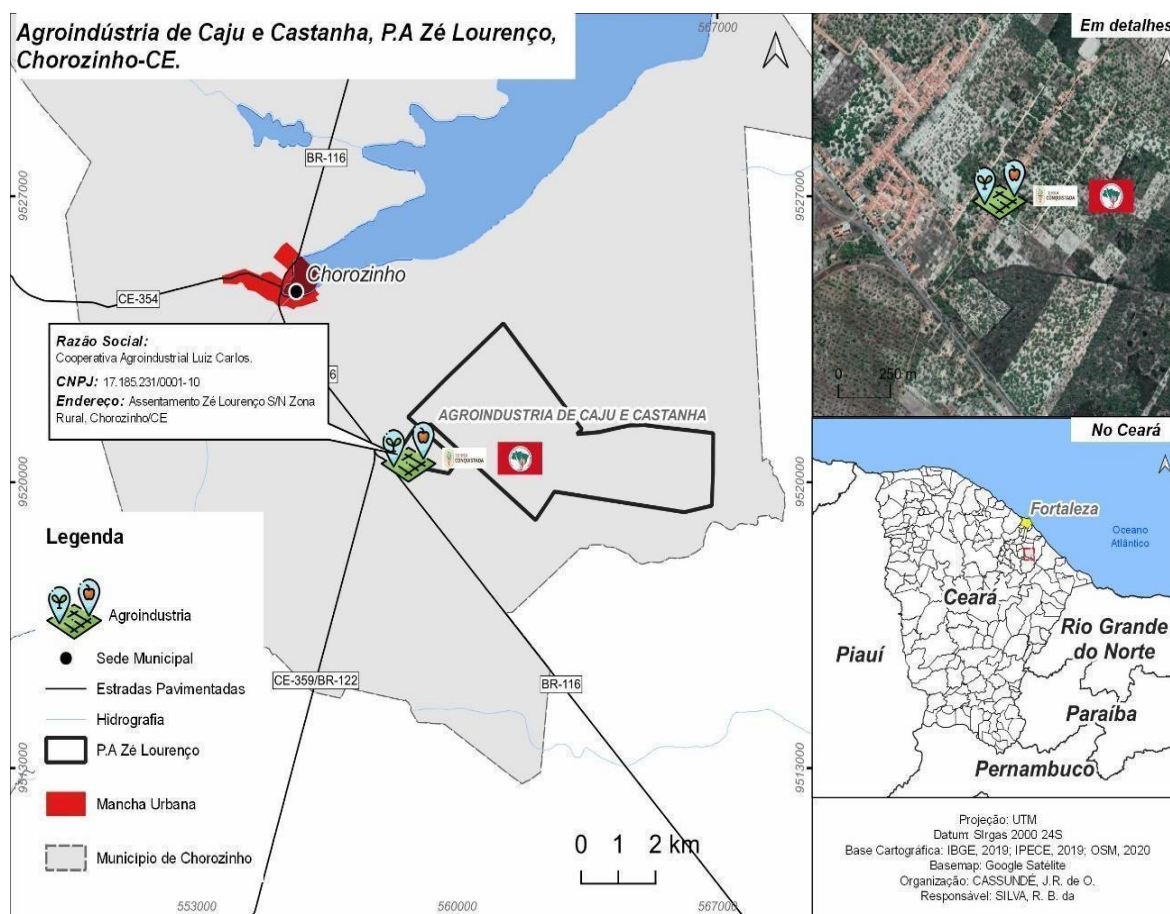 Agroindústria de Caju e Castanha, P.A Zé Lourenço,
Chorozinho-CE.
567000
BR-116
9527000
9527000
Chorozinho
CE-354
Razão Social:
Cooperativa Agroindustrial Luiz Carlos.
CNPJ: 17.185.231/0001-10
Endereço: Assentamento Zé Lourenço S/N Zona
Rural, Chorozinho/CE
AGROINDUSTRIA DE CAJU E CASTANHA
CONQUISTADA
9520000
9520000
Legenda
Agroindustria
Sede Municipal
Estradas Pavimentadas
Hidrografia
P.A Zé Lourenço
Mancha Urbana
Município de Chorozinho
CE-359/BR-122
BR-116
9513000
9513000
0 1 2 km
553000
560000
567000
Em detalhes
CONQUISTADA
0 250 m
No Ceará
Fortaleza
Oceano
Atlântico
Ceará
Piauí
Rio Grande
do Norte
Paraíba
Pernambuco
Projeção: UTM
Datum: SIrgas 2000 24S
Base Cartográfica: IBGE, 2019; IPECE, 2019; OSM, 2020
Basemap: Google Satélite
Organização: CASSUNDÉ, J.R. de O.
Responsável: SILVA, R. B. da